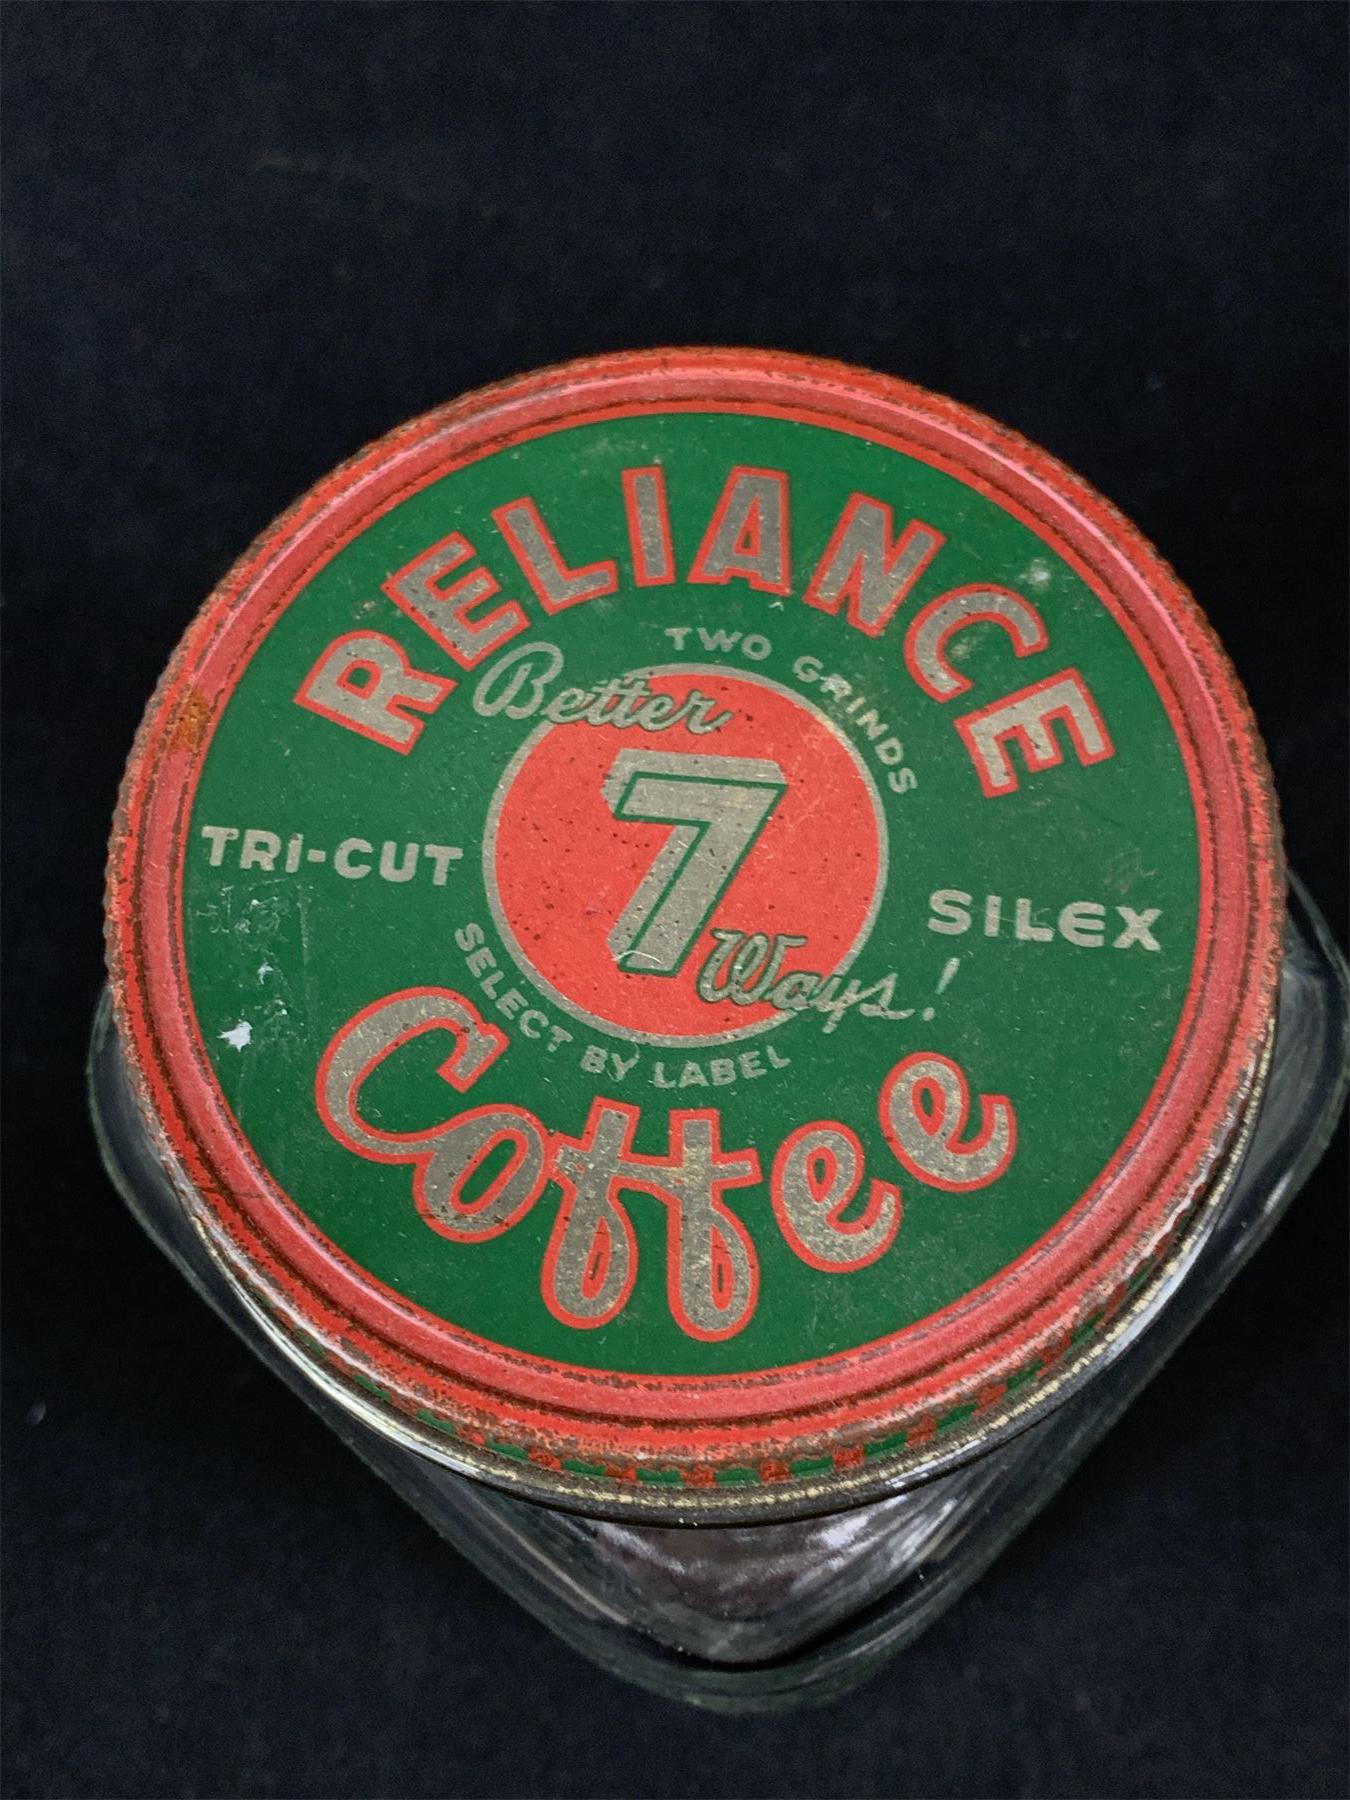 RELIANCE
TWO GRINDS
Better
7
Ways!
TRI-CUT
SILEX
SELECT BY LABEL
Coffee